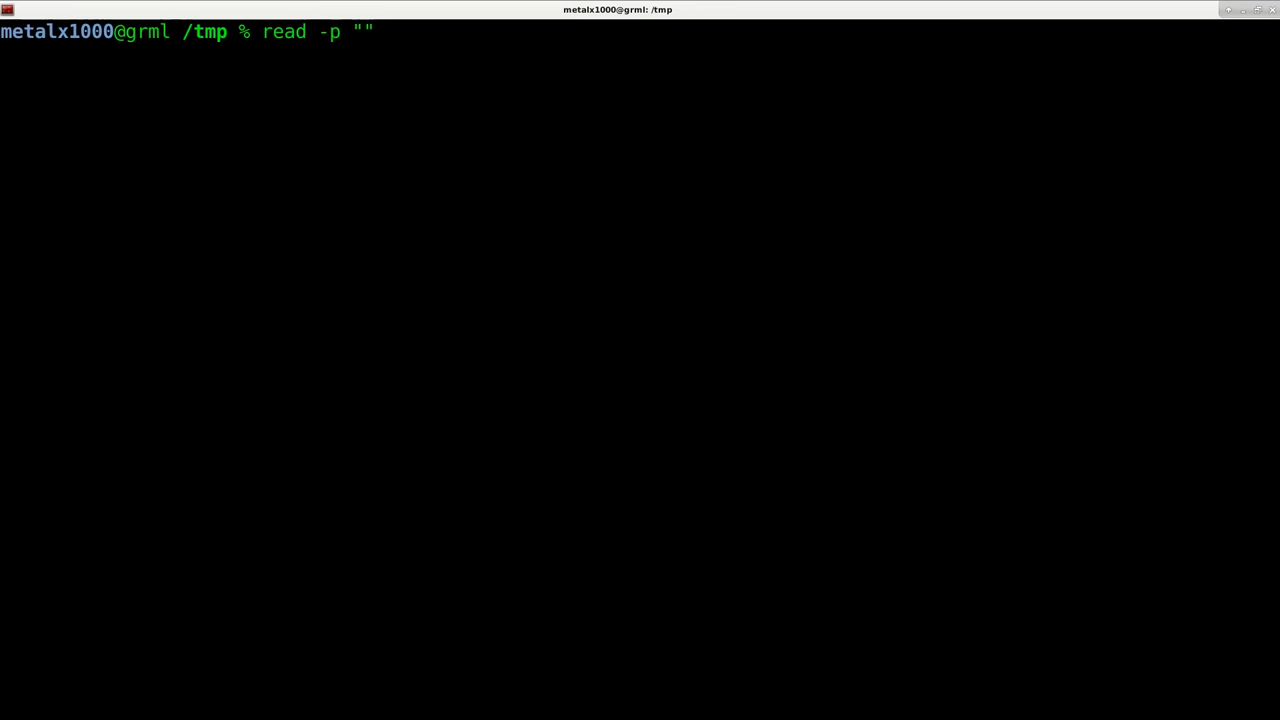 metalx1000@grml: /tmp
metalx1000@grml /tmp % read -p ""